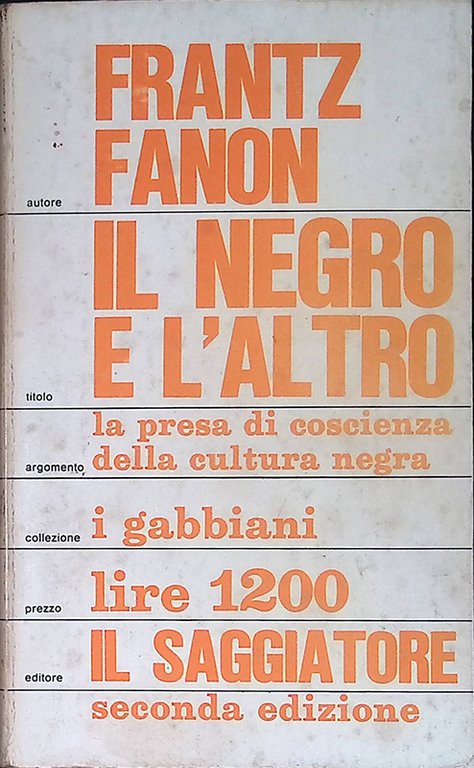 FRANTZ
autore FANON
IL NEGRO
titolo E L'ALTRO
la presa di coscienza
argomento della cultura negra
collezione i gabbiani
prezzo lire 1200
editore IL SAGGIATORE
seconda edizione